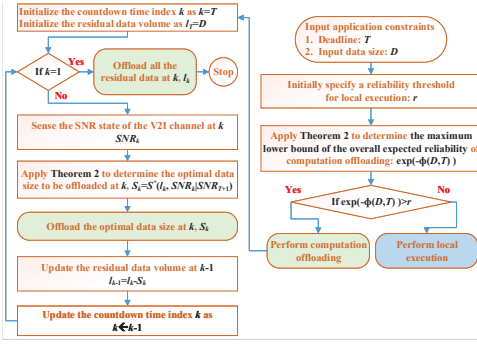 Initialize the countdown time index k as k=T
Initialize the residual data volume as lT=D
If k=1
Yes
Offload all the
residual data at k, lk
Stop
No
Sense the SNR state of the V2I channel at k
SNRk
Apply Theorem 2 to determine the optimal data
size to be offloaded at k, Sk=S*(lk, SNRk|SNRT+1)
Offload the optimal data size at k, Sk
Update the residual data volume at k-1
lk-1=lk-Sk
Update the countdown time index k as
k←k-1
Input application constraints
1. Deadline: T
2. Input data size: D
Initially specify a reliability threshold
for local execution: r
Apply Theorem 2 to determine the maximum
lower bound of the overall expected reliability of
computation offloading: exp(-ϕ(D,T) )
Yes
No
If exp(-ϕ(D,T) )>r
Perform computation
offloading
Perform local
execution